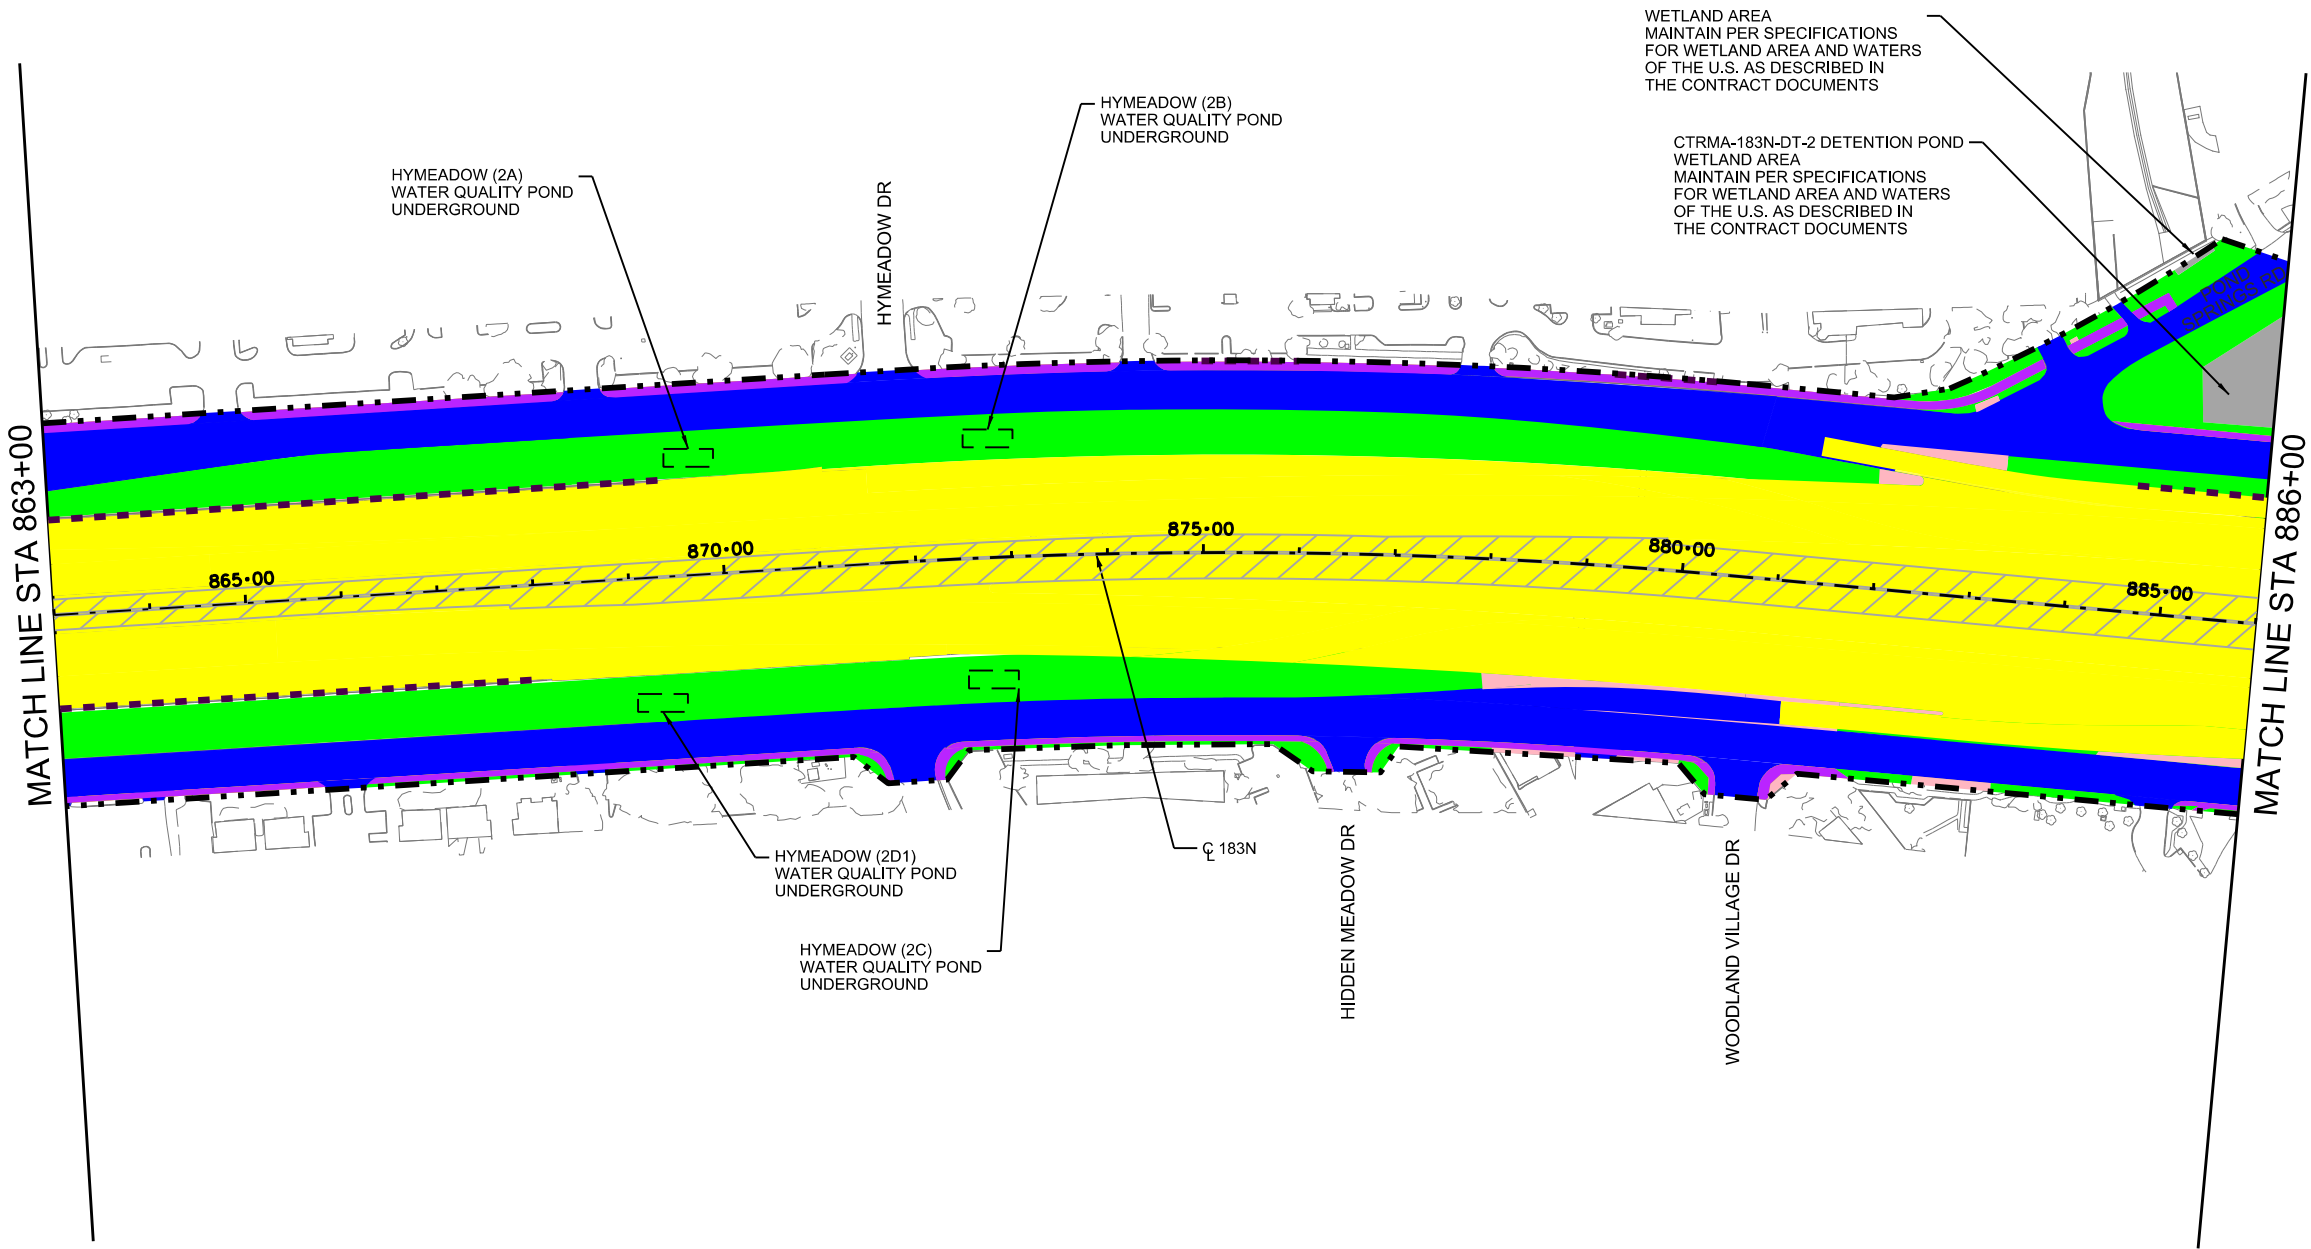 WETLAND AREA
MAINTAIN PER SPECIFICATIONS
FOR WETLAND AREA AND WATERS
OF THE U.S. AS DESCRIBED IN
THE CONTRACT DOCUMENTS
HYMEADOW (2B)
WATER QUALITY POND
UNDERGROUND
CTRMA-183N-DT-2 DETENTION POND
WETLAND AREA
MAINTAIN PER SPECIFICATIONS
FOR WETLAND AREA AND WATERS
OF THE U.S. AS DESCRIBED IN
THE CONTRACT DOCUMENTS
HYMEADOW (2A)
WATER QUALITY POND
UNDERGROUND
HYMEADOW DR
POND
SPRINGS RD
MATCH LINE STA 863+00
865+00
870+00
875+00
880+00
885+00
MATCH LINE STA 886+00
℄ 183N
HYMEADOW (2D1)
WATER QUALITY POND
UNDERGROUND
HYMEADOW (2C)
WATER QUALITY POND
UNDERGROUND
HIDDEN MEADOW DR
WOODLAND VILLAGE DR